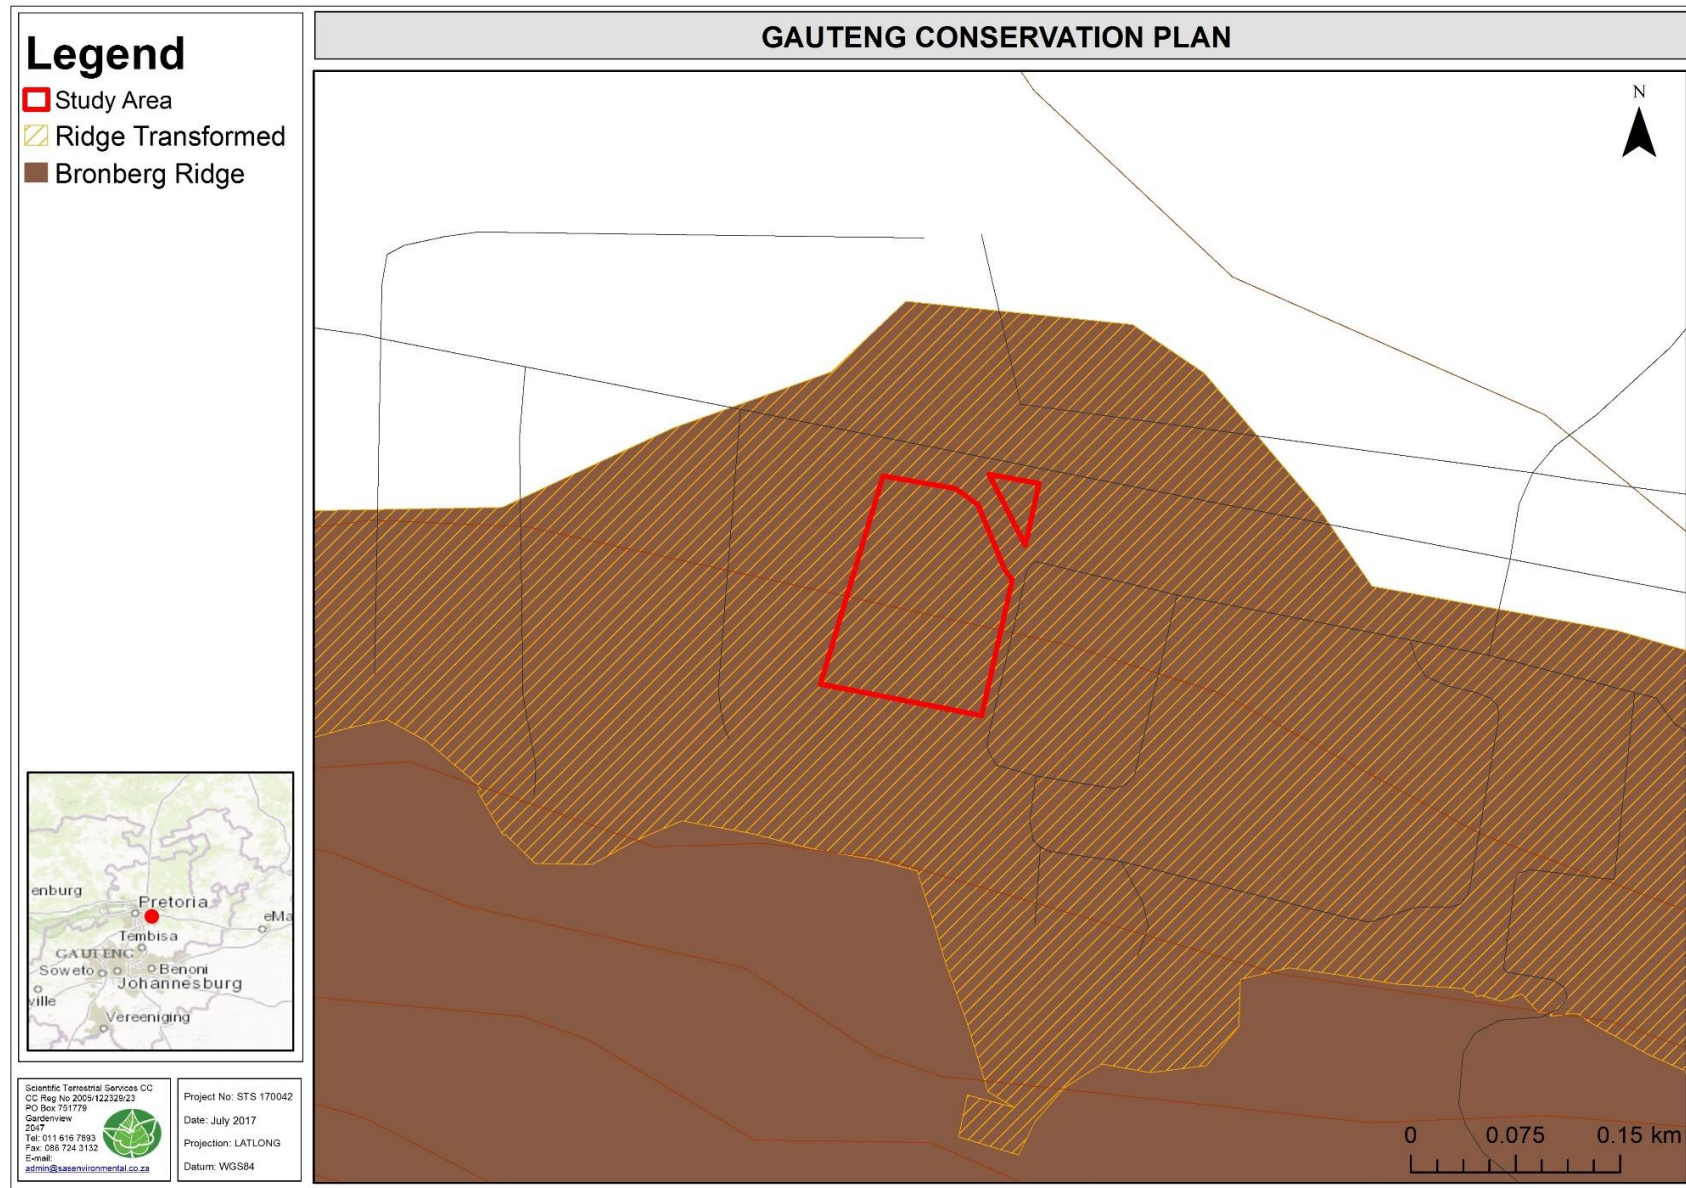 GAUTENG CONSERVATION PLAN
Legend
Study Area
Ridge Transformed
Bronberg Ridge
N
enburg
Pretoria
eMa
Tembisa
GAUTENG
Soweto
Benoni
Johannesburg
ville
Vereeniging
Scientific Terrestrial Services CC
CC Reg No 2005/122329/23
PO Box 751779
Gardenview
2047
Tel: 011 616 7893
Fax: 086 724 3132
E-mail:
admin@sasenvironmental.co.za
Project No: STS 170042
Date: July 2017
Projection: LATLONG
Datum: WGS84
0 0.075 0.15 km